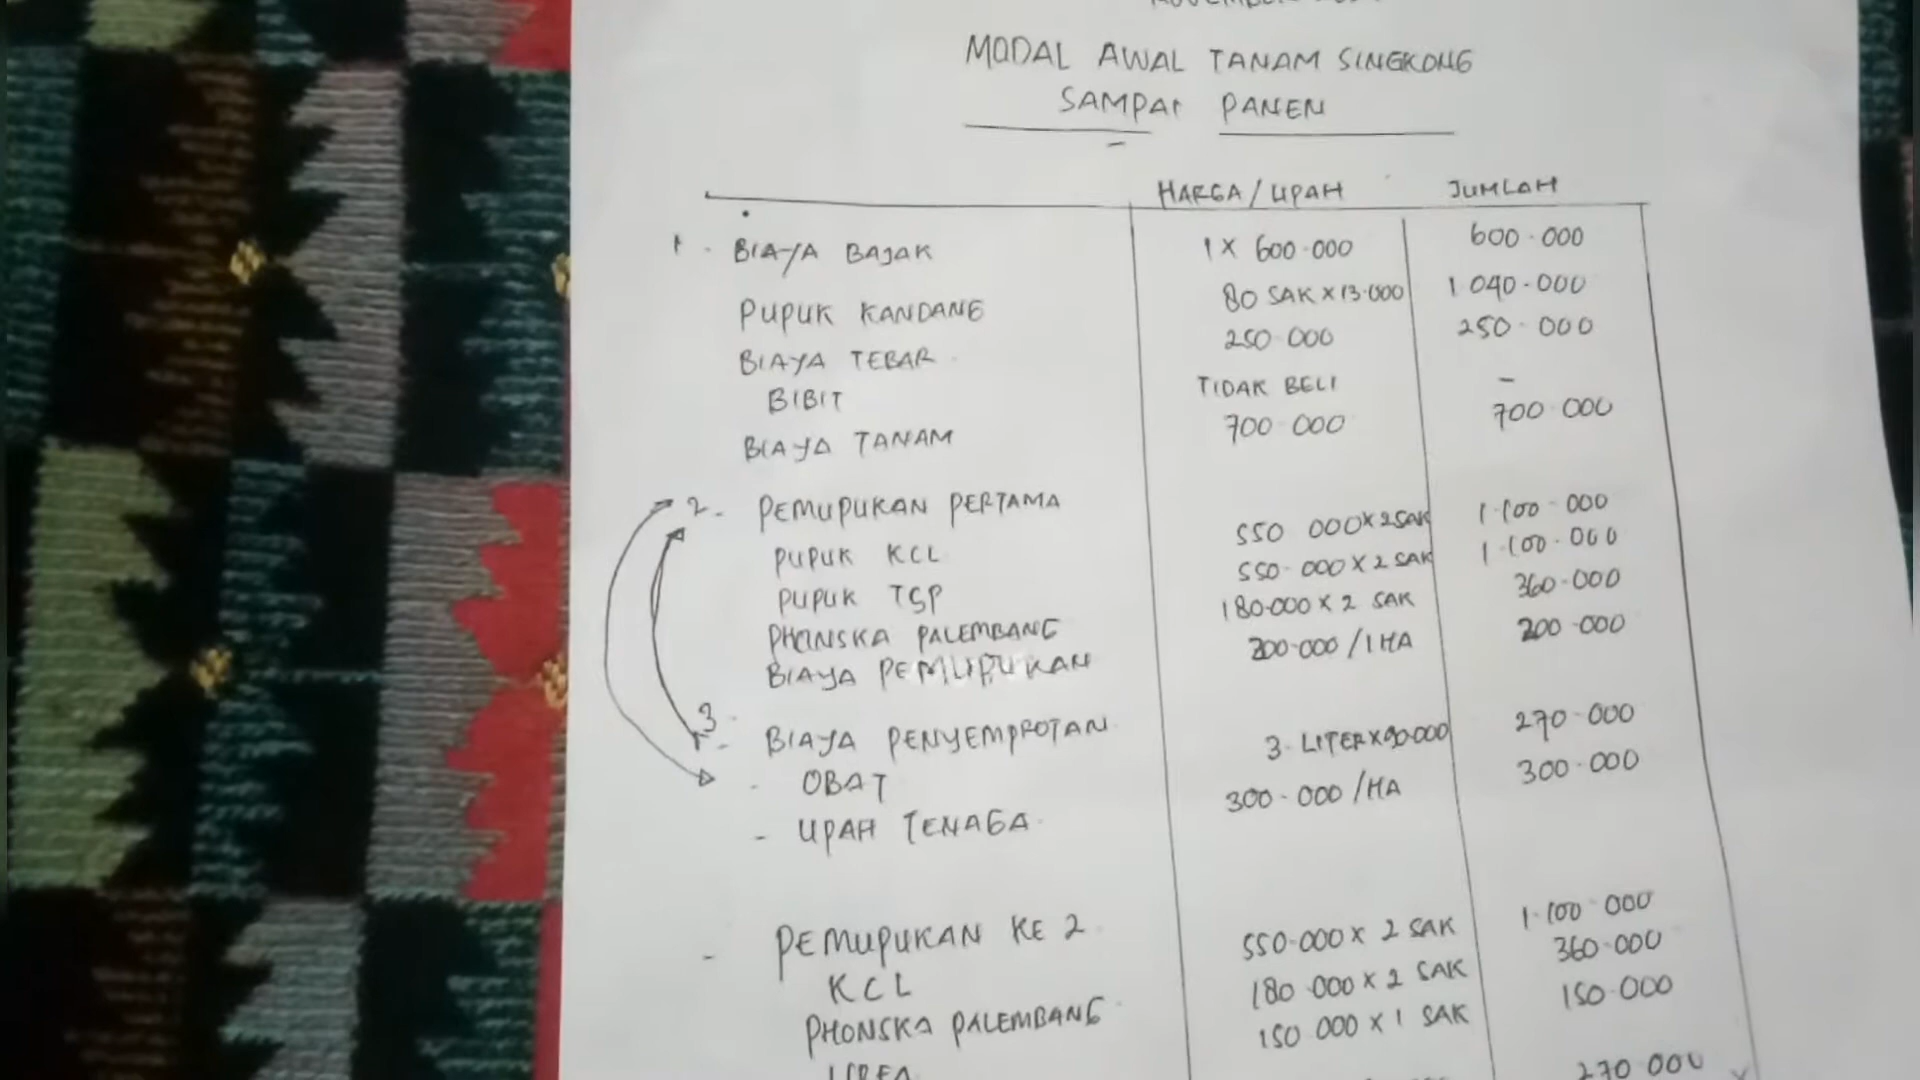 MODAL AWAL TANAM SINGKONG
SAMPAI PANEN
HARGA/UPAH JUMLAH
1. BIAYA BAJAK 1 X 600.000 600.000
PUPUK KANDANG 80 SAK X 13.000 1.040.000
BIAYA TEBAR 250.000 250.000
BIBIT TIDAK BELI -
BIAYA TANAM 700.000 700.000
2. PEMUPUKAN PERTAMA
PUPUK KCL 550.000 X 2 SAK 1.100.000
PUPUK TSP 550.000 X 2 SAK 1.100.000
PHONSKA PALEMBANG 180.000 X 2 SAK 360.000
BIAYA PEMUPUKAN 200.000 /1 HA 200.000
3. BIAYA PENYEMPROTAN
- OBAT 3 LITER X 90.000 270.000
- UPAH TENAGA 300.000 /HA 300.000
- PEMUPUKAN KE 2
KCL 550.000 X 2 SAK 1.100.000
PHONSKA PALEMBANG 180.000 X 2 SAK 360.000
UREA 150.000 X 1 SAK 150.000
270.000